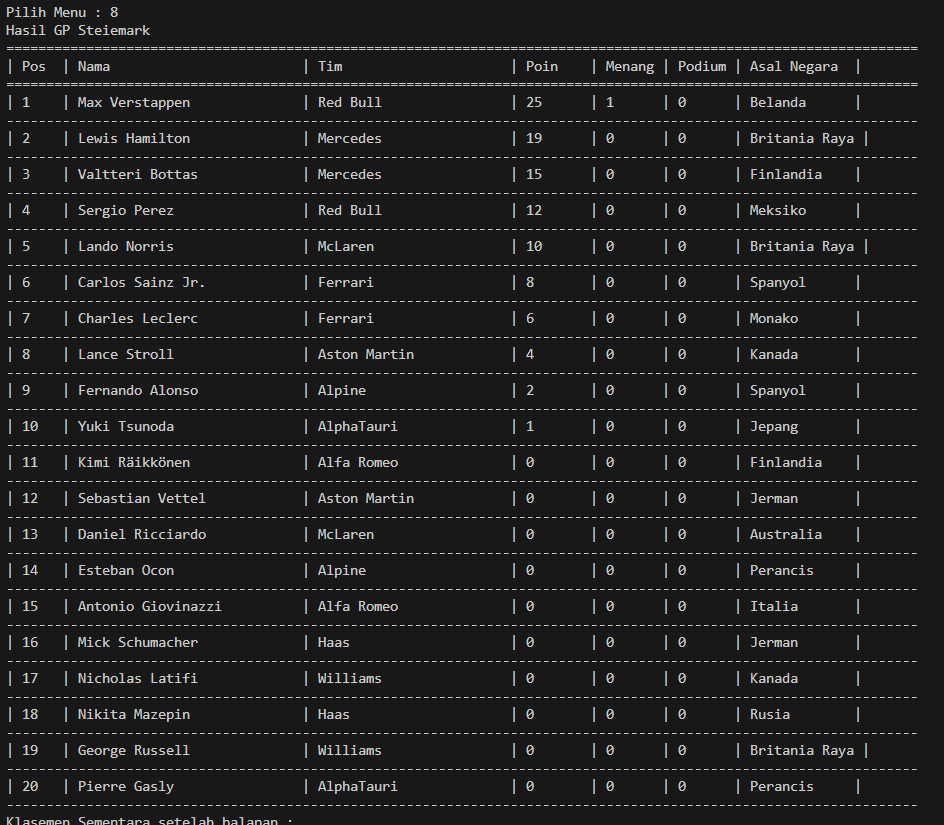 Pilih Menu : 8
Hasil GP Steiemark
==================================================================================================================
| Pos  | Nama                        | Tim                     | Poin    | Menang | Podium | Asal Negara  |
==================================================================================================================
| 1    | Max Verstappen              | Red Bull                | 25      | 1      | 0      | Belanda      |
------------------------------------------------------------------------------------------------------------------
| 2    | Lewis Hamilton              | Mercedes                | 19      | 0      | 0      | Britania Raya |
------------------------------------------------------------------------------------------------------------------
| 3    | Valtteri Bottas             | Mercedes                | 15      | 0      | 0      | Finlandia    |
------------------------------------------------------------------------------------------------------------------
| 4    | Sergio Perez                | Red Bull                | 12      | 0      | 0      | Meksiko      |
------------------------------------------------------------------------------------------------------------------
| 5    | Lando Norris                | McLaren                 | 10      | 0      | 0      | Britania Raya |
------------------------------------------------------------------------------------------------------------------
| 6    | Carlos Sainz Jr.            | Ferrari                 | 8       | 0      | 0      | Spanyol      |
------------------------------------------------------------------------------------------------------------------
| 7    | Charles Leclerc             | Ferrari                 | 6       | 0      | 0      | Monako       |
------------------------------------------------------------------------------------------------------------------
| 8    | Lance Stroll                | Aston Martin            | 4       | 0      | 0      | Kanada       |
------------------------------------------------------------------------------------------------------------------
| 9    | Fernando Alonso             | Alpine                  | 2       | 0      | 0      | Spanyol      |
------------------------------------------------------------------------------------------------------------------
| 10   | Yuki Tsunoda                | AlphaTauri              | 1       | 0      | 0      | Jepang       |
------------------------------------------------------------------------------------------------------------------
| 11   | Kimi Räikkönen              | Alfa Romeo              | 0       | 0      | 0      | Finlandia    |
------------------------------------------------------------------------------------------------------------------
| 12   | Sebastian Vettel            | Aston Martin            | 0       | 0      | 0      | Jerman       |
------------------------------------------------------------------------------------------------------------------
| 13   | Daniel Ricciardo            | McLaren                 | 0       | 0      | 0      | Australia    |
------------------------------------------------------------------------------------------------------------------
| 14   | Esteban Ocon                | Alpine                  | 0       | 0      | 0      | Perancis     |
------------------------------------------------------------------------------------------------------------------
| 15   | Antonio Giovinazzi          | Alfa Romeo              | 0       | 0      | 0      | Italia       |
------------------------------------------------------------------------------------------------------------------
| 16   | Mick Schumacher             | Haas                    | 0       | 0      | 0      | Jerman       |
------------------------------------------------------------------------------------------------------------------
| 17   | Nicholas Latifi             | Williams                | 0       | 0      | 0      | Kanada       |
------------------------------------------------------------------------------------------------------------------
| 18   | Nikita Mazepin              | Haas                    | 0       | 0      | 0      | Rusia        |
------------------------------------------------------------------------------------------------------------------
| 19   | George Russell              | Williams                | 0       | 0      | 0      | Britania Raya |
------------------------------------------------------------------------------------------------------------------
| 20   | Pierre Gasly                | AlphaTauri              | 0       | 0      | 0      | Perancis     |
------------------------------------------------------------------------------------------------------------------
Klasemen Sementara setelah balapan :